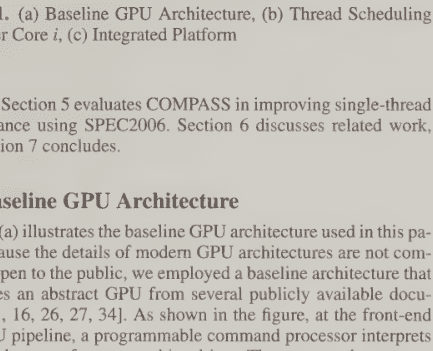 1. (a) Baseline GPU Architecture, (b) Thread Scheduling
r Core i, (c) Integrated Platform
Section 5 evaluates COMPASS in improving single-thread
ance using SPEC2006. Section 6 discusses related work,
ion 7 concludes.
seline GPU Architecture
(a) illustrates the baseline GPU architecture used in this pa-
ause the details of modern GPU architectures are not com-
pen to the public, we employed a baseline architecture that
es an abstract GPU from several publicly available docu-
, 16, 26, 27, 34]. As shown in the figure, at the front-end
U pipeline, a programmable command processor interprets